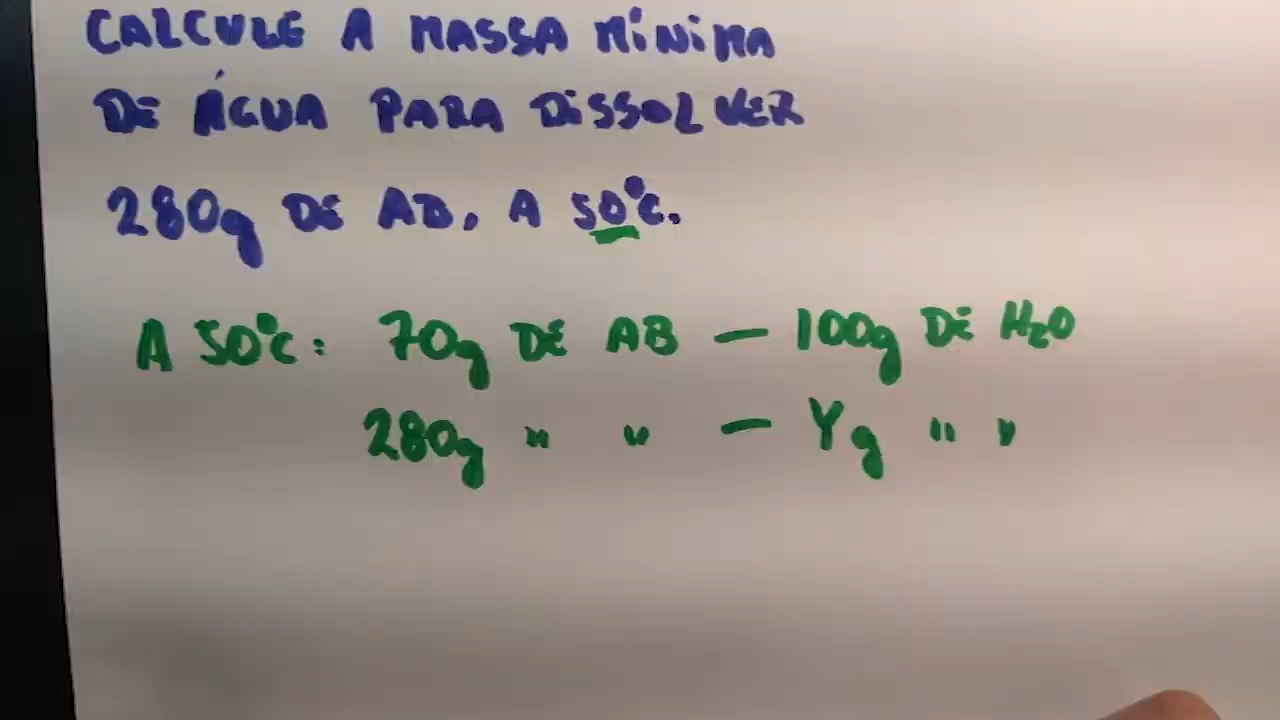 CALCULE A MASSA MÍNIMA
DE ÁGUA PARA DISSOLVER
280g DE AB, A 50°C.
A 50°C: 70g DE AB — 100g DE H2O
280g " " — Yg " "